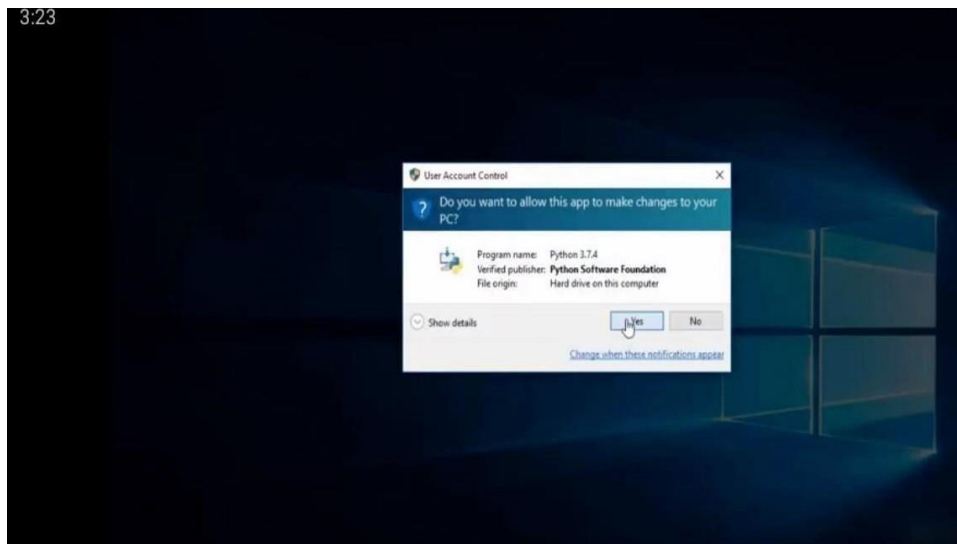 3:23
User Account Control
Do you want to allow this app to make changes to your
PC?
Program name: Python 3.7.4
Verified publisher: Python Software Foundation
File origin: Hard drive on this computer
Show details
Yes
No
Change when these notifications appear